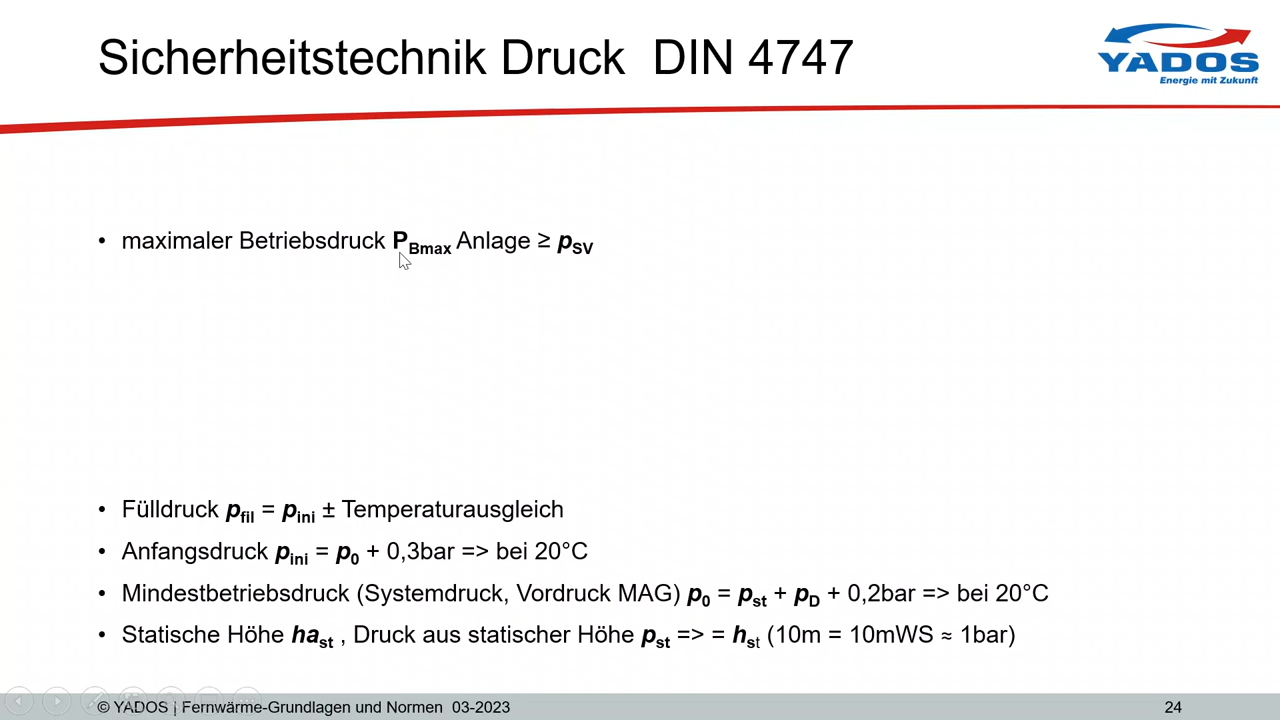 Sicherheitstechnik Druck DIN 4747
YADOS
Energie mit Zukunft
• maximaler Betriebsdruck PBmax Anlage ≥ pSV
• Fülldruck pfil = pini ± Temperaturausgleich
• Anfangsdruck pini = p0 + 0,3bar => bei 20°C
• Mindestbetriebsdruck (Systemdruck, Vordruck MAG) p0 = pst + pD + 0,2bar => bei 20°C
• Statische Höhe hast , Druck aus statischer Höhe pst => = hst (10m = 10mWS ≈ 1bar)
© YADOS | Fernwärme-Grundlagen und Normen 03-2023
24